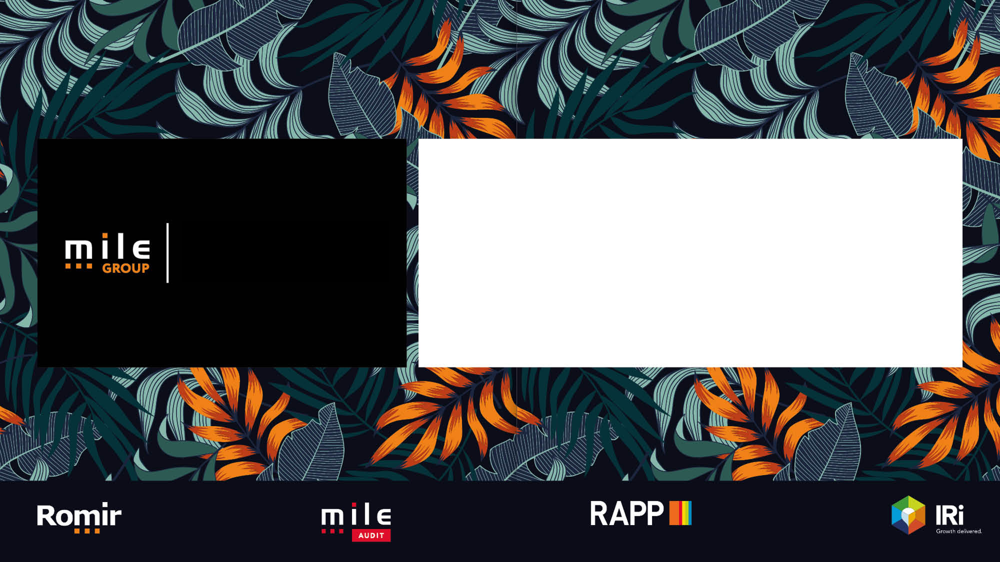 mile
GROUP
Romir
mile
AUDIT
RAPP
IRi
Growth delivered.